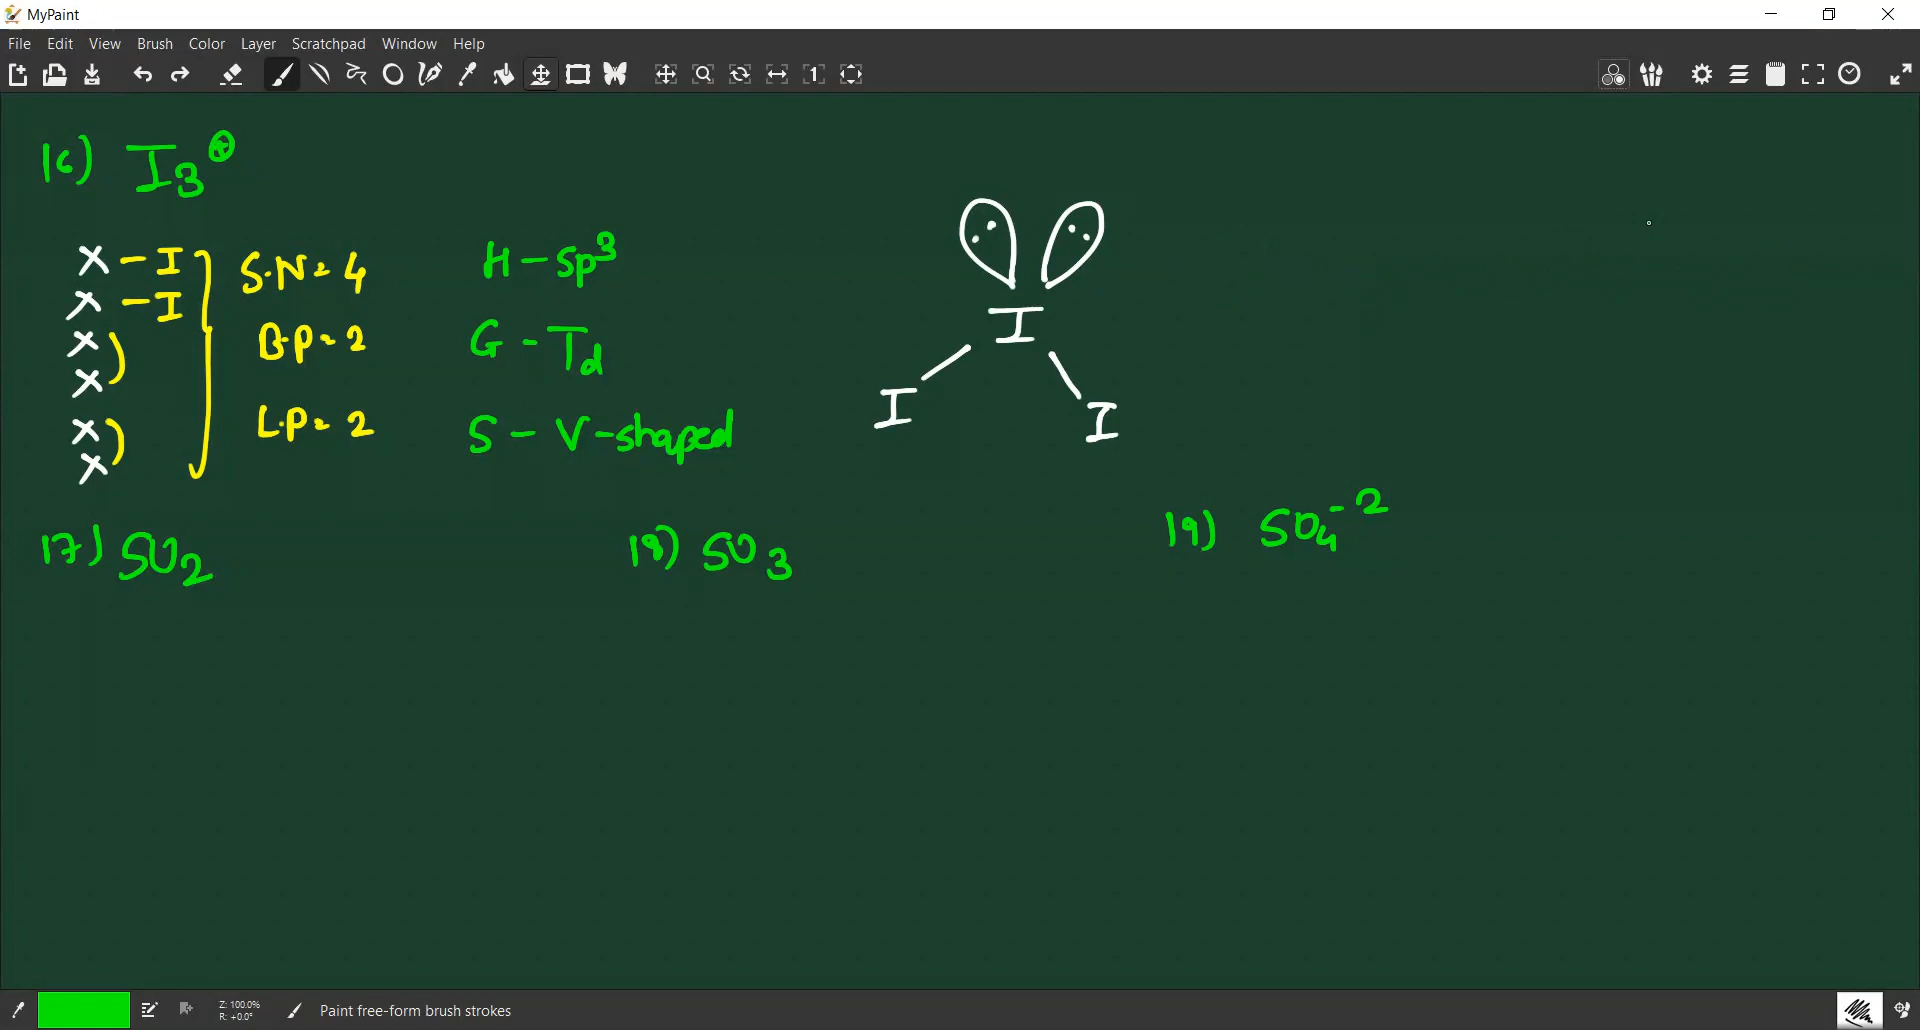 MyPaint
File Edit View Brush Color Layer Scratchpad Window Help
16) I3⊕
X - I
X - I
X )
X
X )
X
S.N = 4
B.P = 2
L.P = 2
H - sp3
G - Td
S - V-shaped
I
I I
17) SO2
18) SO3
19) SO4-2
Z: 100.0%
R: +0.0°
Paint free-form brush strokes